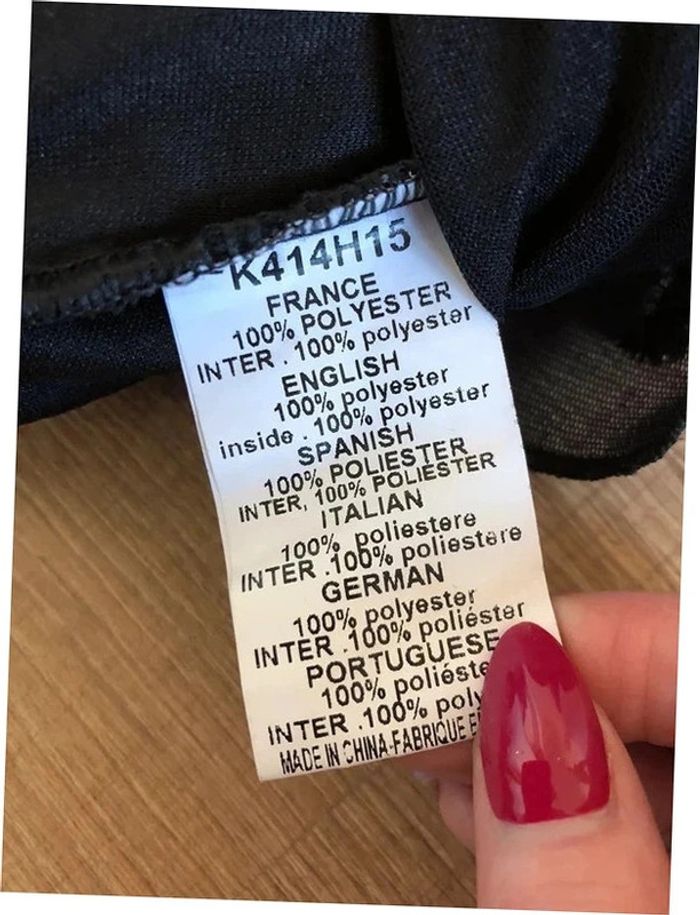 K414H15
FRANCE
100% POLYESTER
INTER . 100% polyester
ENGLISH
100% polyester
inside . 100% polyester
SPANISH
100% POLIESTER
INTER, 100% POLIESTER
ITALIAN
100% poliestere
INTER .100% poliestere
GERMAN
100% polyester
INTER .100% poliéster
PORTUGUESE
100% poliéste
INTER .100% poly
MADE IN CHINA-FABRIQUE